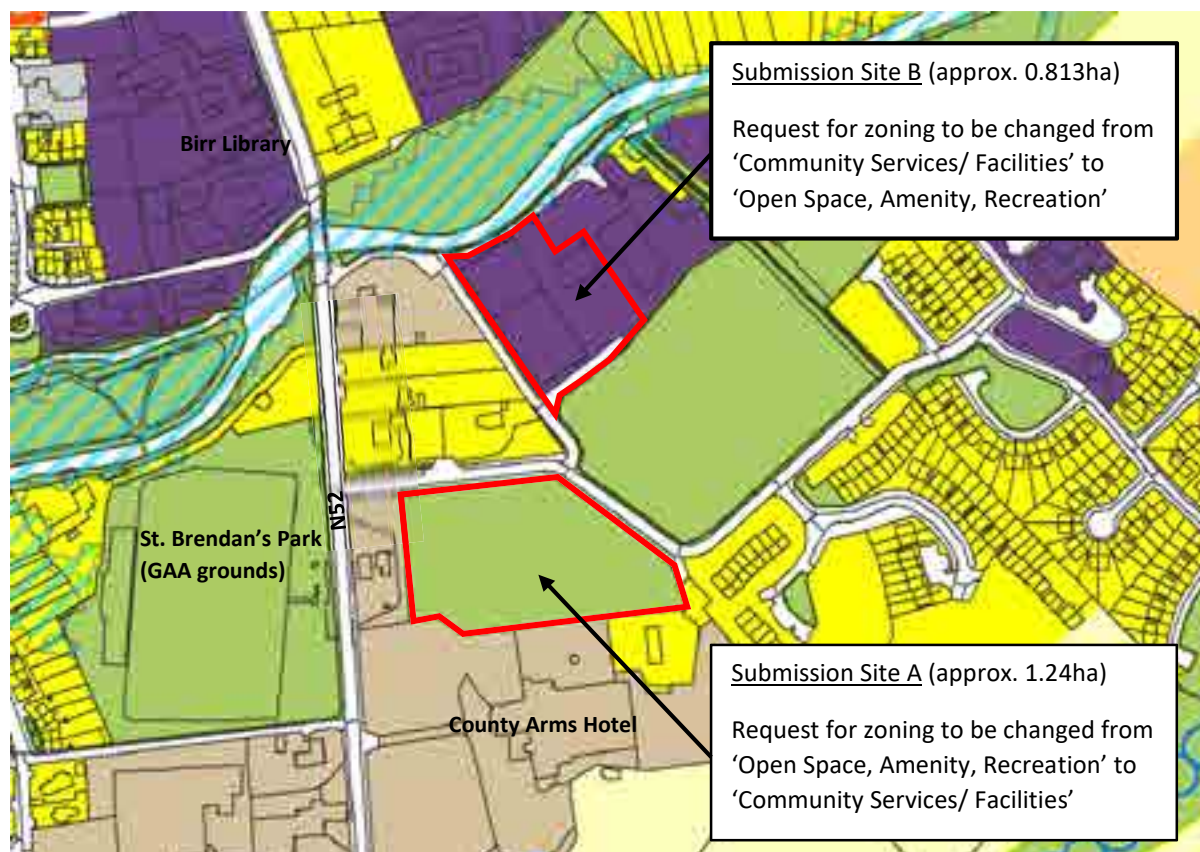 Submission Site B (approx. 0.813ha)
Request for zoning to be changed from
‘Community Services/ Facilities’ to
‘Open Space, Amenity, Recreation’
Birr Library
N52
St. Brendan’s Park
(GAA grounds)
County Arms Hotel
Submission Site A (approx. 1.24ha)
Request for zoning to be changed from
‘Open Space, Amenity, Recreation’ to
‘Community Services/ Facilities’